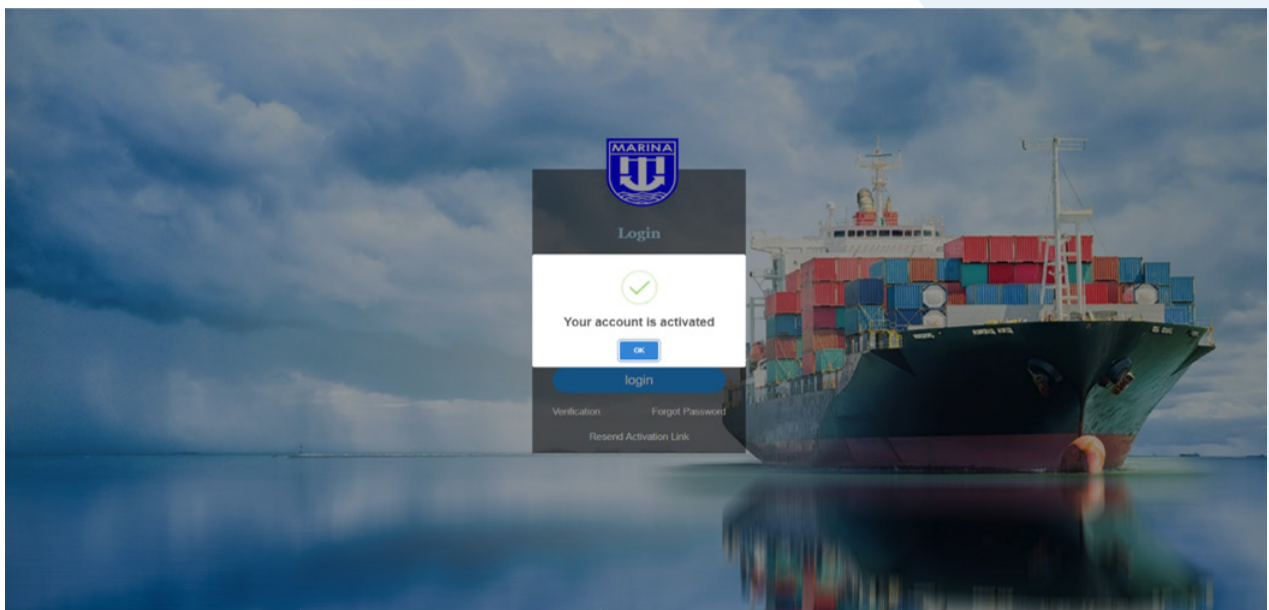 MARINA
Login
Your account is activated
OK
login
Verification Forgot Password
Resend Activation Link